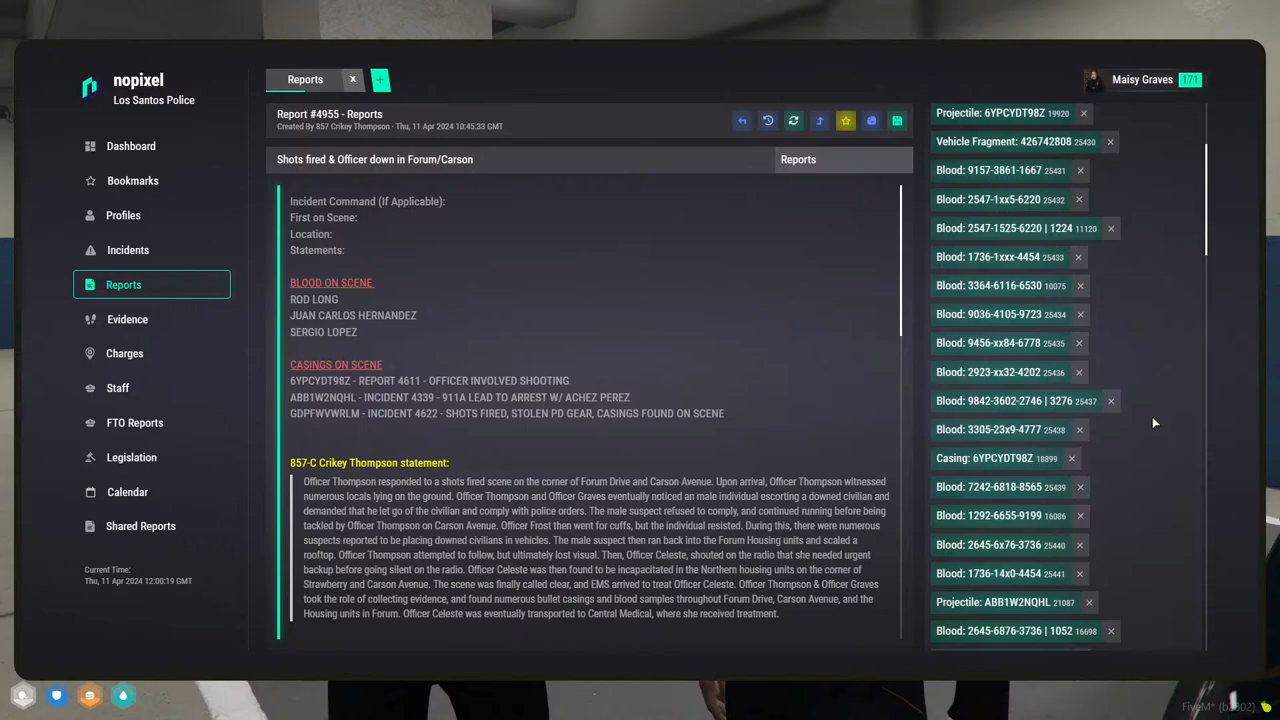 nopixel
Los Santos Police
Dashboard
Bookmarks
Profiles
Incidents
Reports
Evidence
Charges
Staff
FTO Reports
Legislation
Calendar
Shared Reports
Current Time:
Thu, 11 Apr 2024 12:00:19 GMT
Reports x +
Maisy Graves 171
Report #4955 - Reports
Created By 857 Crikey Thompson · Thu, 11 Apr 2024 10:45:33 GMT
Shots fired & Officer down in Forum/Carson
Reports
Incident Command (If Applicable):
First on Scene:
Location:
Statements:
BLOOD ON SCENE
ROD LONG
JUAN CARLOS HERNANDEZ
SERGIO LOPEZ
CASINGS ON SCENE
6YPCYDT98Z - REPORT 4611 - OFFICER INVOLVED SHOOTING
ABB1W2NQHL - INCIDENT 4339 - 911A LEAD TO ARREST W/ ACHEZ PEREZ
GDPFWVWRLM - INCIDENT 4622 - SHOTS FIRED, STOLEN PD GEAR, CASINGS FOUND ON SCENE
857-C Crikey Thompson statement:
Officer Thompson responded to a shots fired scene on the corner of Forum Drive and Carson Avenue. Upon arrival, Officer Thompson witnessed
numerous locals lying on the ground. Officer Thompson and Officer Graves eventually noticed an male individual escorting a downed civilian and
demanded that he let go of the civilian and comply with police orders. The male suspect refused to comply, and continued running before being
tackled by Officer Thompson on Carson Avenue. Officer Frost then went for cuffs, but the individual resisted. During this, there were numerous
suspects reported to be placing downed civilians in vehicles. The male suspect then ran back into the Forum Housing units and scaled a
rooftop. Officer Thompson attempted to follow, but ultimately lost visual. Then, Officer Celeste, shouted on the radio that she needed urgent
backup before going silent on the radio. Officer Celeste was then found to be incapacitated in the Northern housing units on the corner of
Strawberry and Carson Avenue. The scene was finally called clear, and EMS arrived to treat Officer Celeste. Officer Thompson & Officer Graves
took the role of collecting evidence, and found numerous bullet casings and blood samples throughout Forum Drive, Carson Avenue, and the
Housing units in Forum. Officer Celeste was eventually transported to Central Medical, where she received treatment.
Projectile: 6YPCYDT98Z 19920
Vehicle Fragment: 426742808 25430
Blood: 9157-3861-1667 25431
Blood: 2547-1xx5-6220 25432
Blood: 2547-1525-6220 | 1224 11120
Blood: 1736-1xxx-4454 25433
Blood: 3364-6116-6530 10075
Blood: 9036-4105-9723 25434
Blood: 9456-xx84-6778 25435
Blood: 2923-xx32-4202 25436
Blood: 9842-3602-2746 | 3276 25437
Blood: 3305-23x9-4777 25438
Casing: 6YPCYDT98Z 18899
Blood: 7242-6818-8565 25439
Blood: 1292-6655-9199 16086
Blood: 2645-6x76-3736 25440
Blood: 1736-14x0-4454 25441
Projectile: ABB1W2NQHL 21087
Blood: 2645-6876-3736 | 1052 16698